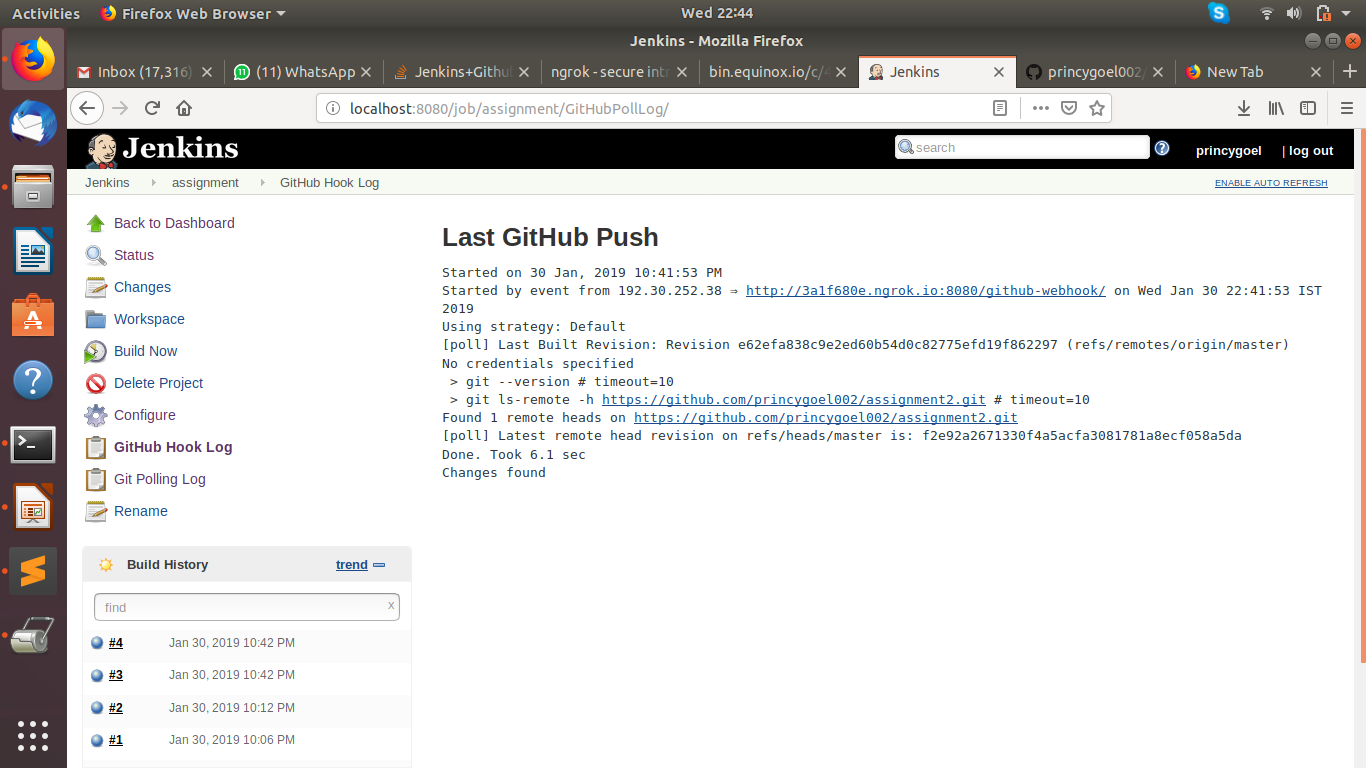 Activities Firefox Web Browser Wed 22:44
Jenkins - Mozilla Firefox
Inbox (17,316) (11) WhatsApp Jenkins+Githu ngrok - secure intr bin.equinox.io/c/4 Jenkins princygoel002/ New Tab
localhost:8080/job/assignment/GitHubPollLog/
Jenkins search princygoel | log out
Jenkins assignment GitHub Hook Log ENABLE AUTO REFRESH
Back to Dashboard
Status
Changes
Workspace
Build Now
Delete Project
Configure
GitHub Hook Log
Git Polling Log
Rename
Build History trend
find x
#4 Jan 30, 2019 10:42 PM
#3 Jan 30, 2019 10:42 PM
#2 Jan 30, 2019 10:12 PM
#1 Jan 30, 2019 10:06 PM
Last GitHub Push
Started on 30 Jan, 2019 10:41:53 PM
Started by event from 192.30.252.38 ⇒ http://3a1f680e.ngrok.io:8080/github-webhook/ on Wed Jan 30 22:41:53 IST
2019
Using strategy: Default
[poll] Last Built Revision: Revision e62efa838c9e2ed60b54d0c82775efd19f862297 (refs/remotes/origin/master)
No credentials specified
> git --version # timeout=10
> git ls-remote -h https://github.com/princygoel002/assignment2.git # timeout=10
Found 1 remote heads on https://github.com/princygoel002/assignment2.git
[poll] Latest remote head revision on refs/heads/master is: f2e92a2671330f4a5acfa3081781a8ecf058a5da
Done. Took 6.1 sec
Changes found